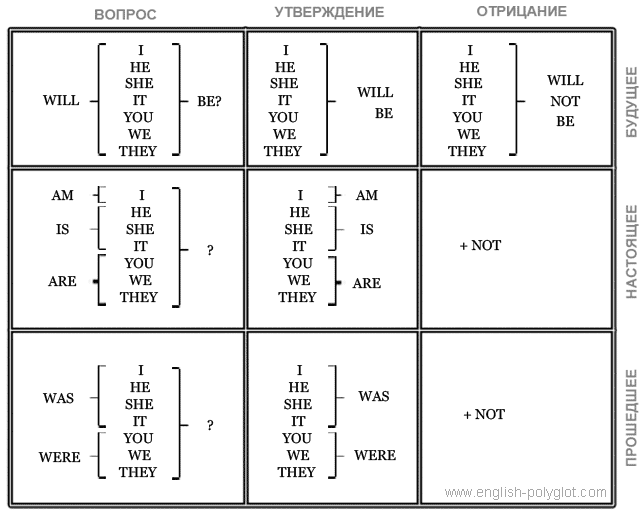 ВОПРОС
УТВЕРЖДЕНИЕ
ОТРИЦАНИЕ
WILL
I
HE
SHE
IT
YOU
WE
THEY
BE?
I
HE
SHE
IT
YOU
WE
THEY
WILL
BE
I
HE
SHE
IT
YOU
WE
THEY
WILL
NOT
BE
БУДУЩЕЕ
AM
IS
ARE
I
HE
SHE
IT
YOU
WE
THEY
?
I
HE
SHE
IT
YOU
WE
THEY
AM
IS
ARE
+ NOT
НАСТОЯЩЕЕ
WAS
WERE
I
HE
SHE
IT
YOU
WE
THEY
?
I
HE
SHE
IT
YOU
WE
THEY
WAS
WERE
+ NOT
ПРОШЕДШЕЕ
www.english-polyglot.com